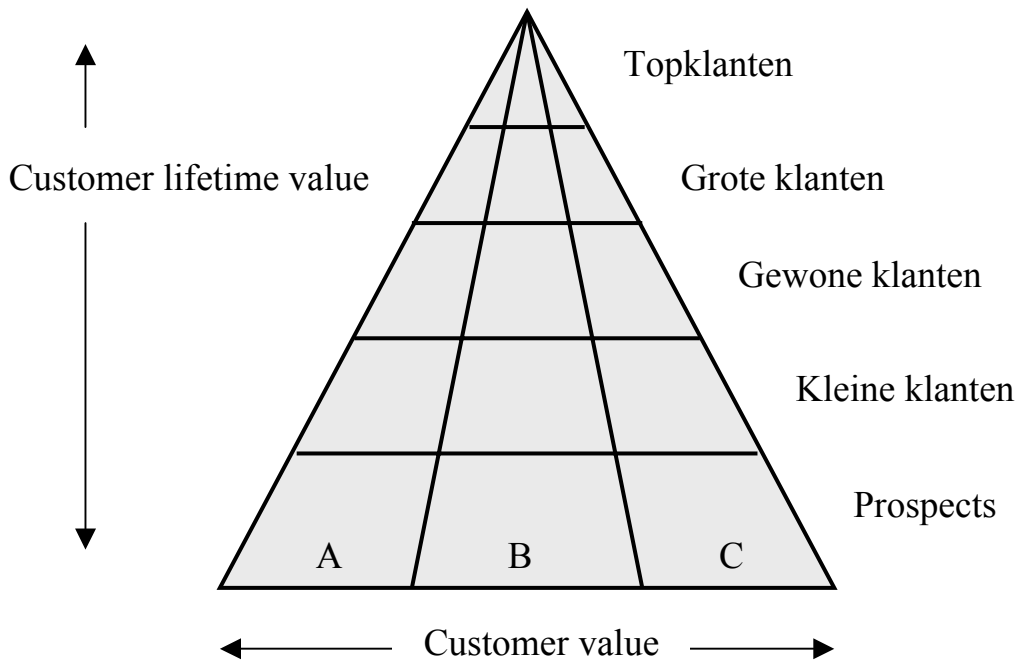 Topklanten
Customer lifetime value
Grote klanten
Gewone klanten
Kleine klanten
Prospects
A B C
Customer value